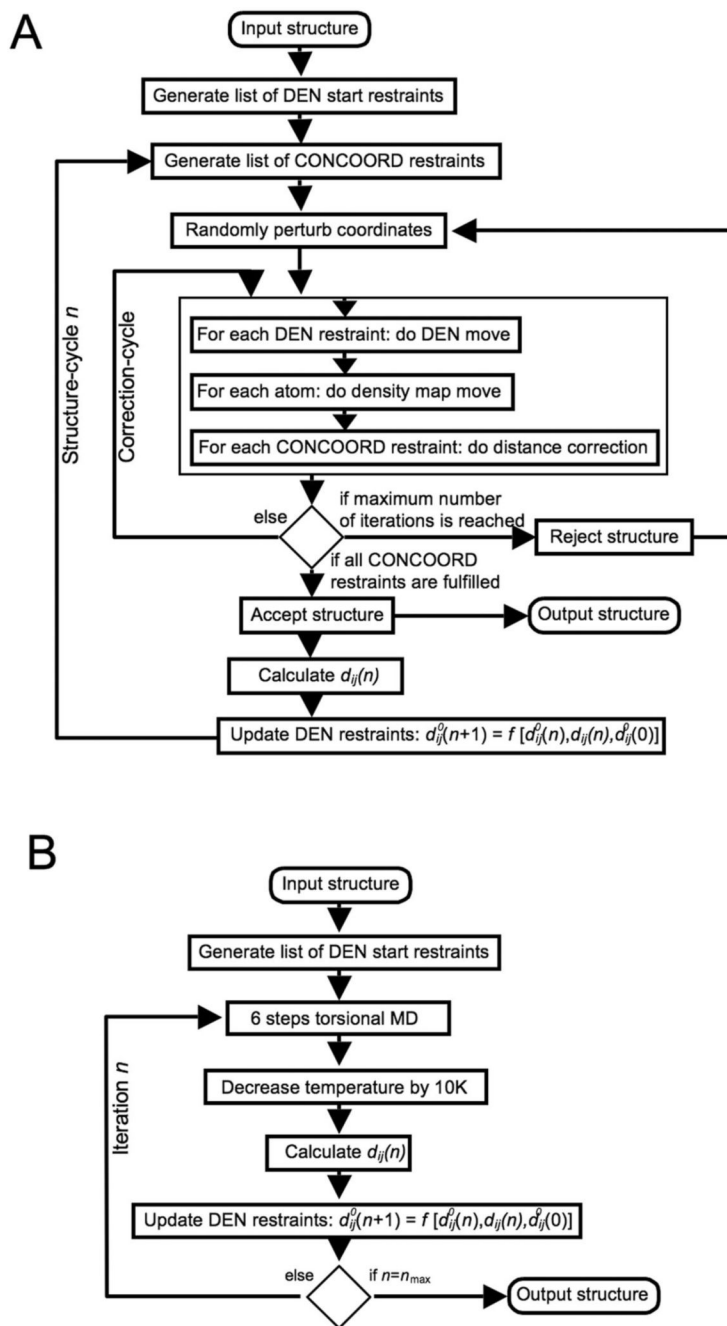 A
Input structure
Generate list of DEN start restraints
Generate list of CONCOORD restraints
Randomly perturb coordinates
Structure-cycle n
Correction-cycle
For each DEN restraint: do DEN move
For each atom: do density map move
For each CONCOORD restraint: do distance correction
else
if maximum number
of iterations is reached
Reject structure
if all CONCOORD
restraints are fulfilled
Accept structure
Output structure
Calculate dij(n)
Update DEN restraints: d⁰ij(n+1) = f [d⁰ij(n),dij(n),d⁰ij(0)]
B
Input structure
Generate list of DEN start restraints
Iteration n
6 steps torsional MD
Decrease temperature by 10K
Calculate dij(n)
Update DEN restraints: d⁰ij(n+1) = f [d⁰ij(n),dij(n),d⁰ij(0)]
else
if n=nmax
Output structure